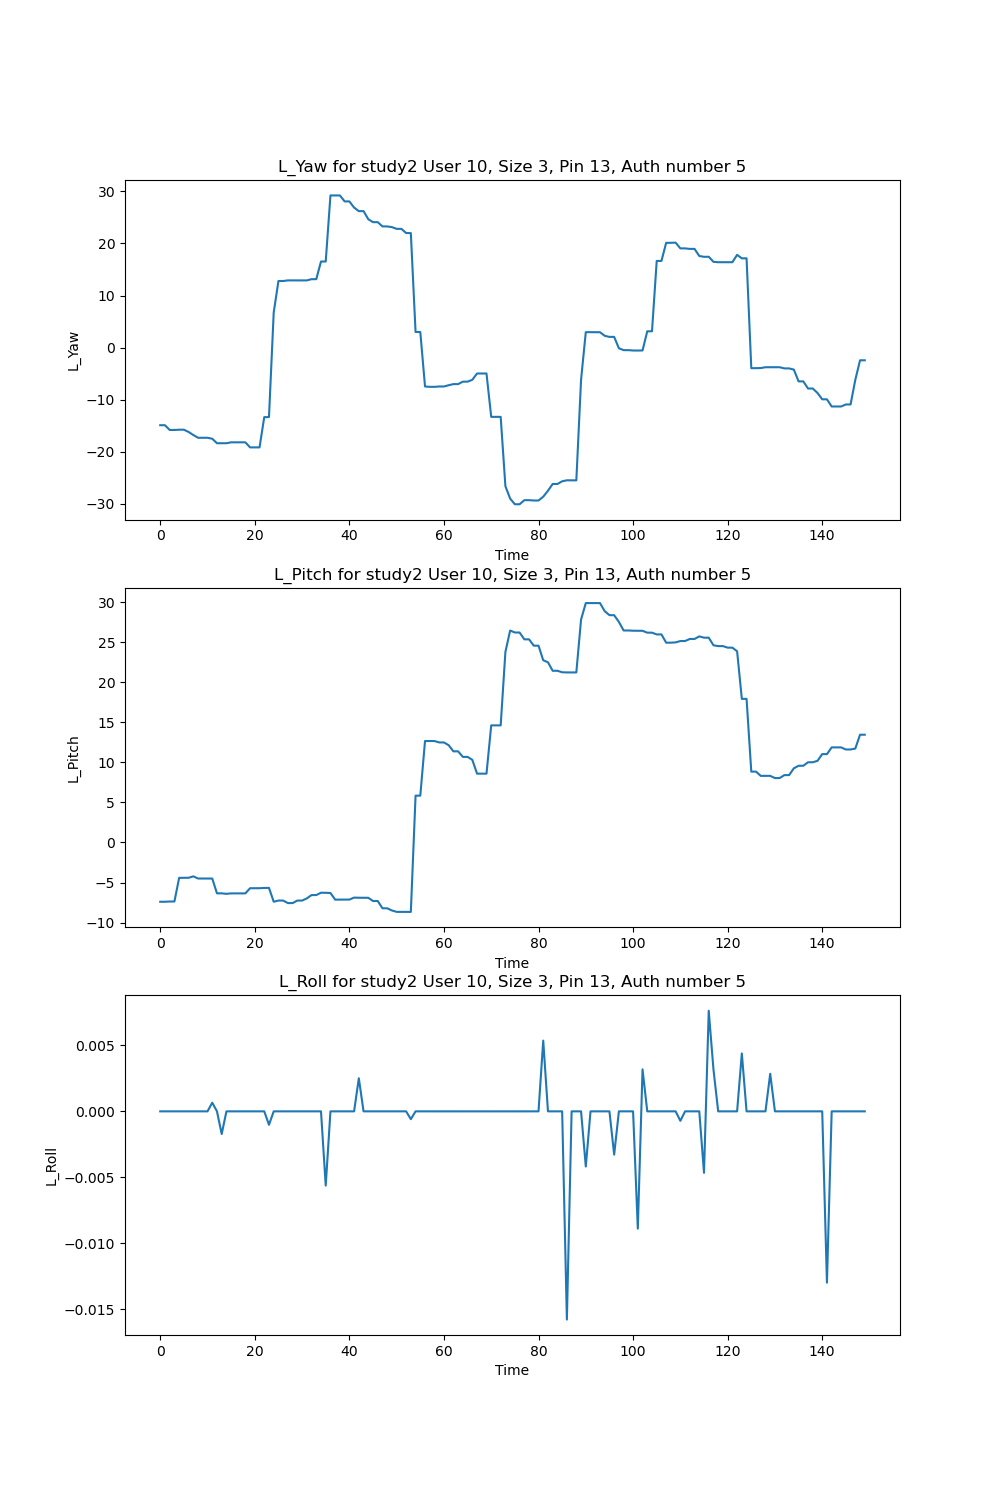 L_Yaw for study2 User 10, Size 3, Pin 13, Auth number 5
30
20
10
0
−10
−20
−30
L_Yaw
0 20 40 60 80 100 120 140
Time
L_Pitch for study2 User 10, Size 3, Pin 13, Auth number 5
30
25
20
15
10
5
0
−5
−10
L_Pitch
0 20 40 60 80 100 120 140
Time
L_Roll for study2 User 10, Size 3, Pin 13, Auth number 5
0.005
0.000
−0.005
−0.010
−0.015
L_Roll
0 20 40 60 80 100 120 140
Time